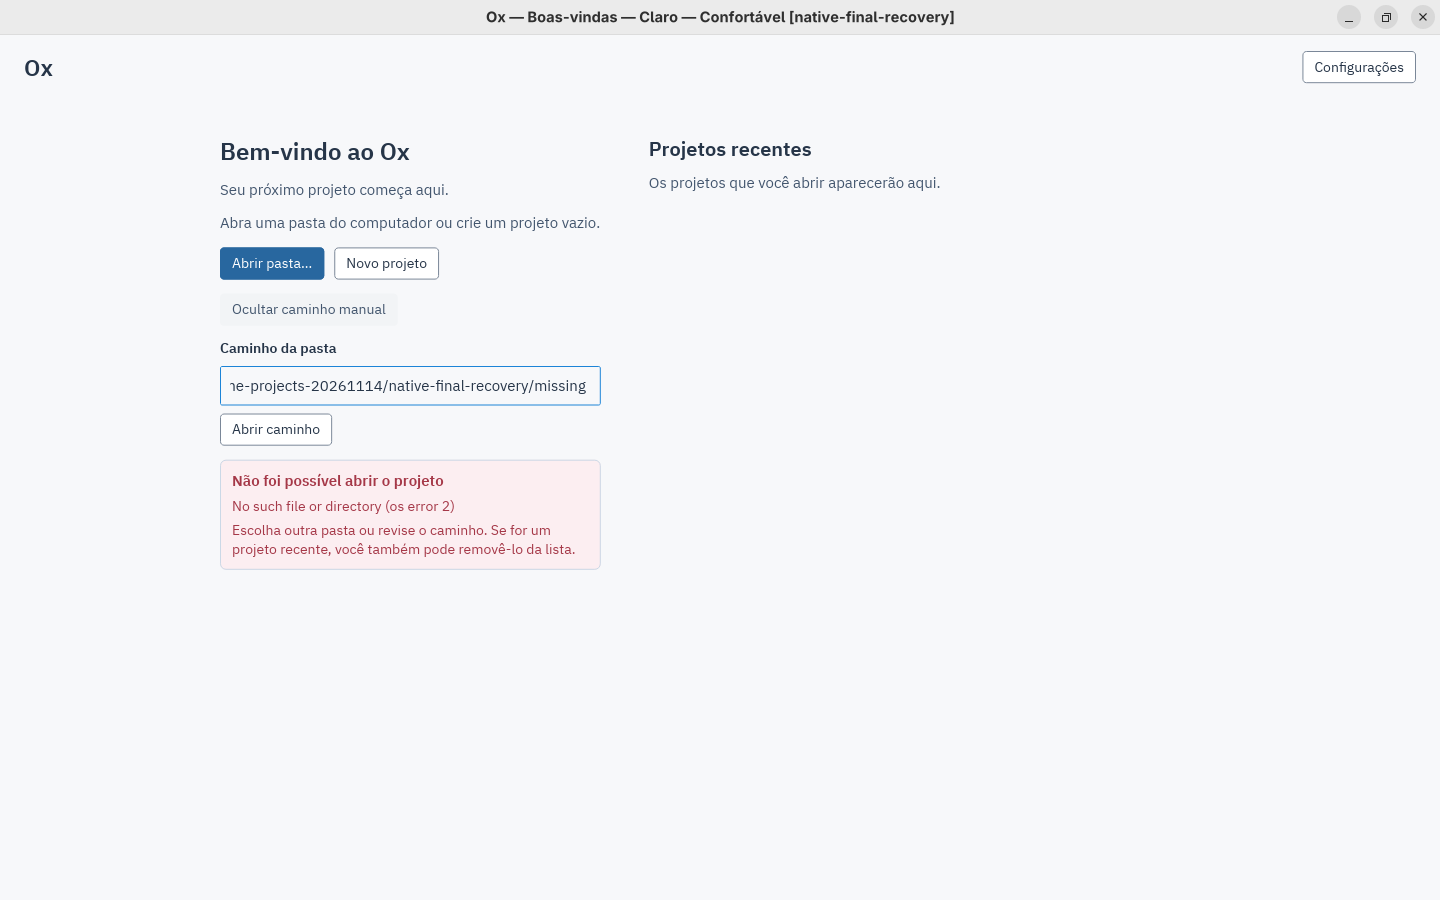 Ox — Boas-vindas — Claro — Confortável [native-final-recovery]
Ox
Configurações
Bem-vindo ao Ox
Seu próximo projeto começa aqui.
Abra uma pasta do computador ou crie um projeto vazio.
Abrir pasta...
Novo projeto
Ocultar caminho manual
Caminho da pasta
ne-projects-20261114/native-final-recovery/missing
Abrir caminho
Não foi possível abrir o projeto
No such file or directory (os error 2)
Escolha outra pasta ou revise o caminho. Se for um
projeto recente, você também pode removê-lo da lista.
Projetos recentes
Os projetos que você abrir aparecerão aqui.